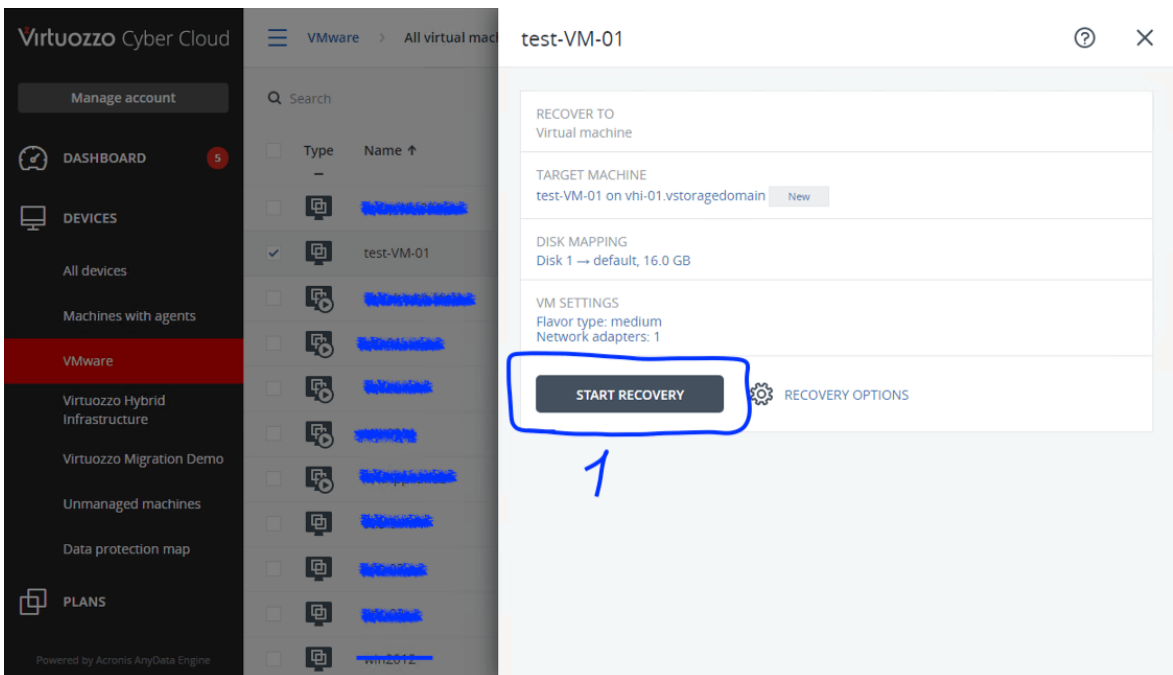 Virtuozzo Cyber Cloud
Manage account
DASHBOARD 5
DEVICES
All devices
Machines with agents
VMware
Virtuozzo Hybrid
Infrastructure
Virtuozzo Migration Demo
Unmanaged machines
Data protection map
PLANS
Powered by Acronis AnyData Engine
VMware > All virtual mac
Search
Type Name ↑
test-VM-01
win2012
test-VM-01
RECOVER TO
Virtual machine
TARGET MACHINE
test-VM-01 on vhi-01.vstoragedomain New
DISK MAPPING
Disk 1 → default, 16.0 GB
VM SETTINGS
Flavor type: medium
Network adapters: 1
START RECOVERY RECOVERY OPTIONS
1